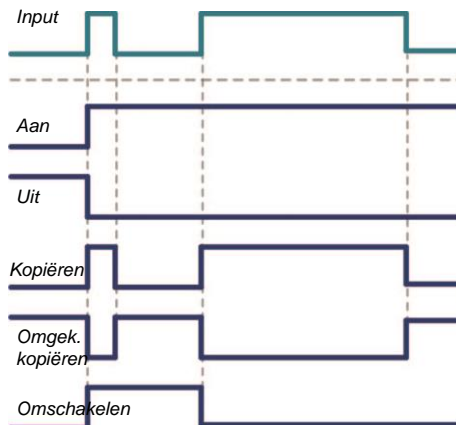 Input
Aan
Uit
Kopiëren
Omgek.
kopiëren
Omschakelen